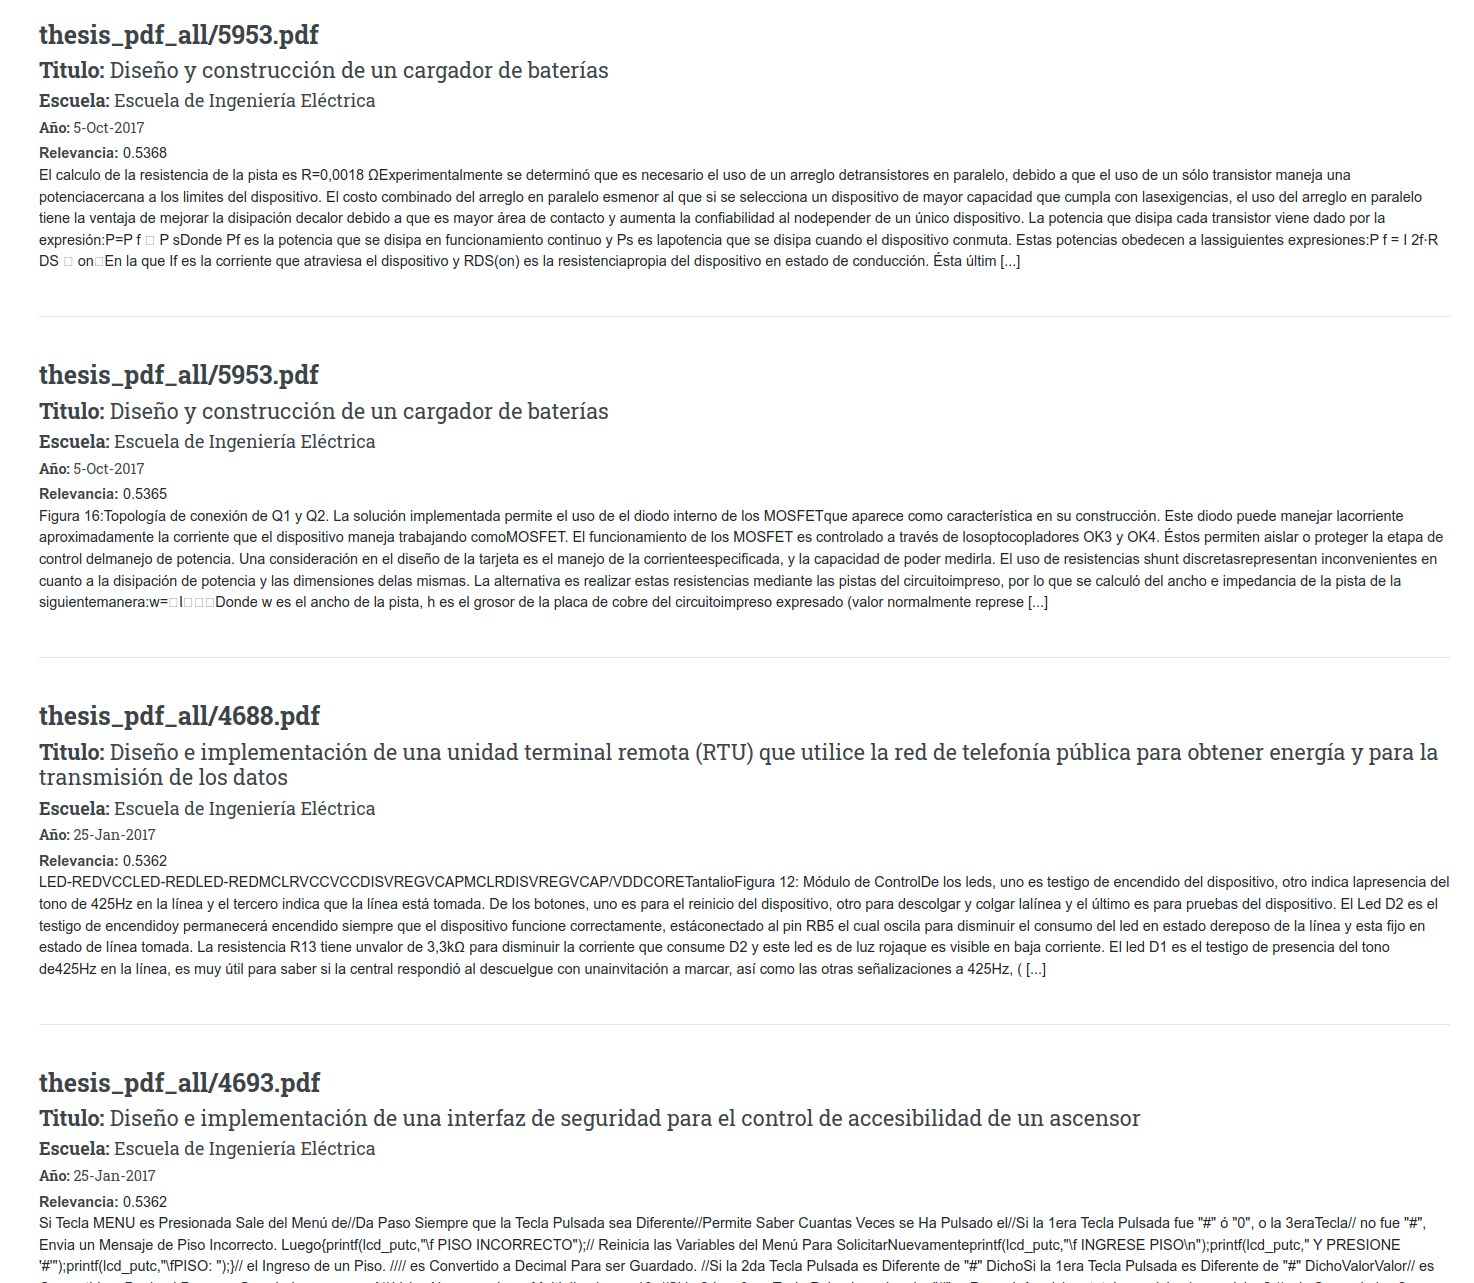 thesis_pdf_all/5953.pdf
Titulo: Diseño y construcción de un cargador de baterías
Escuela: Escuela de Ingeniería Eléctrica
Año: 5-Oct-2017
Relevancia: 0.5368
El calculo de la resistencia de la pista es R=0,0018 ΩExperimentalmente se determinó que es necesario el uso de un arreglo detransistores en paralelo, debido a que el uso de un sólo transistor maneja una
potenciacercana a los limites del dispositivo. El costo combinado del arreglo en paralelo esmenor al que si se selecciona un dispositivo de mayor capacidad que cumpla con lasexigencias, el uso del arreglo en paralelo
tiene la ventaja de mejorar la disipación decalor debido a que es mayor área de contacto y aumenta la confiabilidad al nodepender de un único dispositivo. La potencia que disipa cada transistor viene dado por la
expresión:P=P f □ P sDonde Pf es la potencia que se disipa en funcionamiento continuo y Ps es lapotencia que se disipa cuando el dispositivo conmuta. Estas potencias obedecen a lassiguientes expresiones:P f = I 2f·R
DS □ on□En la que If es la corriente que atraviesa el dispositivo y RDS(on) es la resistenciapropia del dispositivo en estado de conducción. Ésta últim [...]
thesis_pdf_all/5953.pdf
Titulo: Diseño y construcción de un cargador de baterías
Escuela: Escuela de Ingeniería Eléctrica
Año: 5-Oct-2017
Relevancia: 0.5365
Figura 16:Topología de conexión de Q1 y Q2. La solución implementada permite el uso de el diodo interno de los MOSFETque aparece como característica en su construcción. Este diodo puede manejar lacorriente
aproximadamente la corriente que el dispositivo maneja trabajando comoMOSFET. El funcionamiento de los MOSFET es controlado a través de losoptocopladores OK3 y OK4. Éstos permiten aislar o proteger la etapa de
control delmanejo de potencia. Una consideración en el diseño de la tarjeta es el manejo de la corrienteespecificada, y la capacidad de poder medirla. El uso de resistencias shunt discretasrepresentan inconvenientes en
cuanto a la disipación de potencia y las dimensiones delas mismas. La alternativa es realizar estas resistencias mediante las pistas del circuitoimpreso, por lo que se calculó del ancho e impedancia de la pista de la
siguientemanera:w=□I□□□Donde w es el ancho de la pista, h es el grosor de la placa de cobre del circuitoimpreso expresado (valor normalmente represe [...]
thesis_pdf_all/4688.pdf
Titulo: Diseño e implementación de una unidad terminal remota (RTU) que utilice la red de telefonía pública para obtener energía y para la
transmisión de los datos
Escuela: Escuela de Ingeniería Eléctrica
Año: 25-Jan-2017
Relevancia: 0.5362
LED-REDVCCLED-REDLED-REDMCLRVCCVCCDISVREGVCAPMCLRDISVREGVCAP/VDDCORETantalioFigura 12: Módulo de ControlDe los leds, uno es testigo de encendido del dispositivo, otro indica lapresencia del
tono de 425Hz en la línea y el tercero indica que la línea está tomada. De los botones, uno es para el reinicio del dispositivo, otro para descolgar y colgar lalínea y el último es para pruebas del dispositivo. El Led D2 es el
testigo de encendidoy permanecerá encendido siempre que el dispositivo funcione correctamente, estáconectado al pin RB5 el cual oscila para disminuir el consumo del led en estado dereposo de la línea y esta fijo en
estado de línea tomada. La resistencia R13 tiene unvalor de 3,3kΩ para disminuir la corriente que consume D2 y este led es de luz rojaque es visible en baja corriente. El led D1 es el testigo de presencia del tono
de425Hz en la línea, es muy útil para saber si la central respondió al descuelgue con unainvitación a marcar, así como las otras señalizaciones a 425Hz, ( [...]
thesis_pdf_all/4693.pdf
Titulo: Diseño e implementación de una interfaz de seguridad para el control de accesibilidad de un ascensor
Escuela: Escuela de Ingeniería Eléctrica
Año: 25-Jan-2017
Relevancia: 0.5362
Si Tecla MENU es Presionada Sale del Menú de//Da Paso Siempre que la Tecla Pulsada sea Diferente//Permite Saber Cuantas Veces se Ha Pulsado el//Si la 1era Tecla Pulsada fue "#" ó "0", o la 3eraTecla// no fue "#",
Envia un Mensaje de Piso Incorrecto. Luego{printf(lcd_putc,"\f PISO INCORRECTO");// Reinicia las Variables del Menú Para SolicitarNuevamenteprintf(lcd_putc,"\f INGRESE PISO\n");printf(lcd_putc," Y PRESIONE
'#'");printf(lcd_putc,"\fPISO: ");}// el Ingreso de un Piso. //// es Convertido a Decimal Para ser Guardado. //Si la 2da Tecla Pulsada es Diferente de "#" DichoSi la 1era Tecla Pulsada es Diferente de "#" DichoValorValor// es